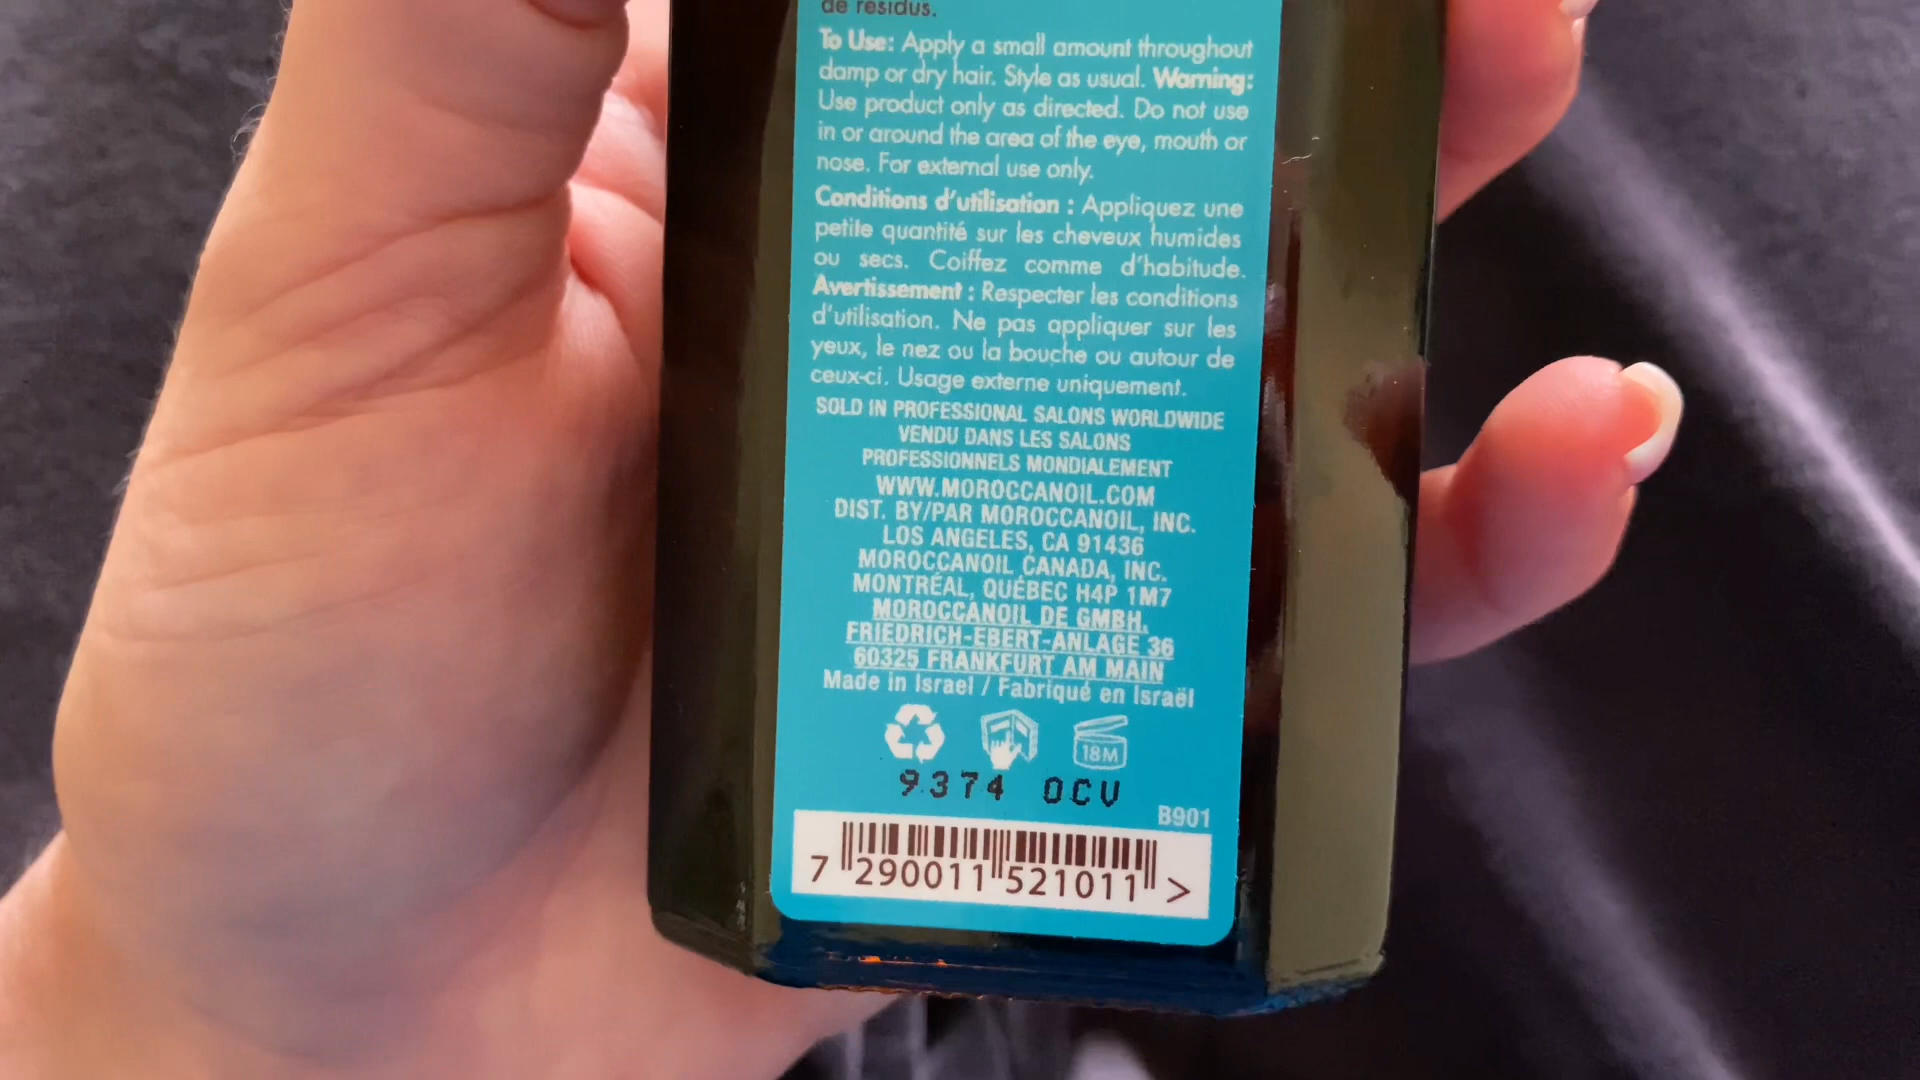 de résidus.
To Use: Apply a small amount throughout
damp or dry hair. Style as usual. Warning:
Use product only as directed. Do not use
in or around the area of the eye, mouth or
nose. For external use only.
Conditions d'utilisation : Appliquez une
petite quantité sur les cheveux humides
ou secs. Coiffez comme d'habitude.
Avertissement : Respecter les conditions
d'utilisation. Ne pas appliquer sur les
yeux, le nez ou la bouche ou autour de
ceux-ci. Usage externe uniquement.
SOLD IN PROFESSIONAL SALONS WORLDWIDE
VENDU DANS LES SALONS
PROFESSIONNELS MONDIALEMENT
WWW.MOROCCANOIL.COM
DIST. BY/PAR MOROCCANOIL, INC.
LOS ANGELES, CA 91436
MOROCCANOIL CANADA, INC.
MONTRÉAL, QUÉBEC H4P 1M7
MOROCCANOIL DE GMBH,
FRIEDRICH-EBERT-ANLAGE 36
60325 FRANKFURT AM MAIN
Made in Israel / Fabriqué en Israël
18M
9374 OCV
B901
7 290011 521011 >